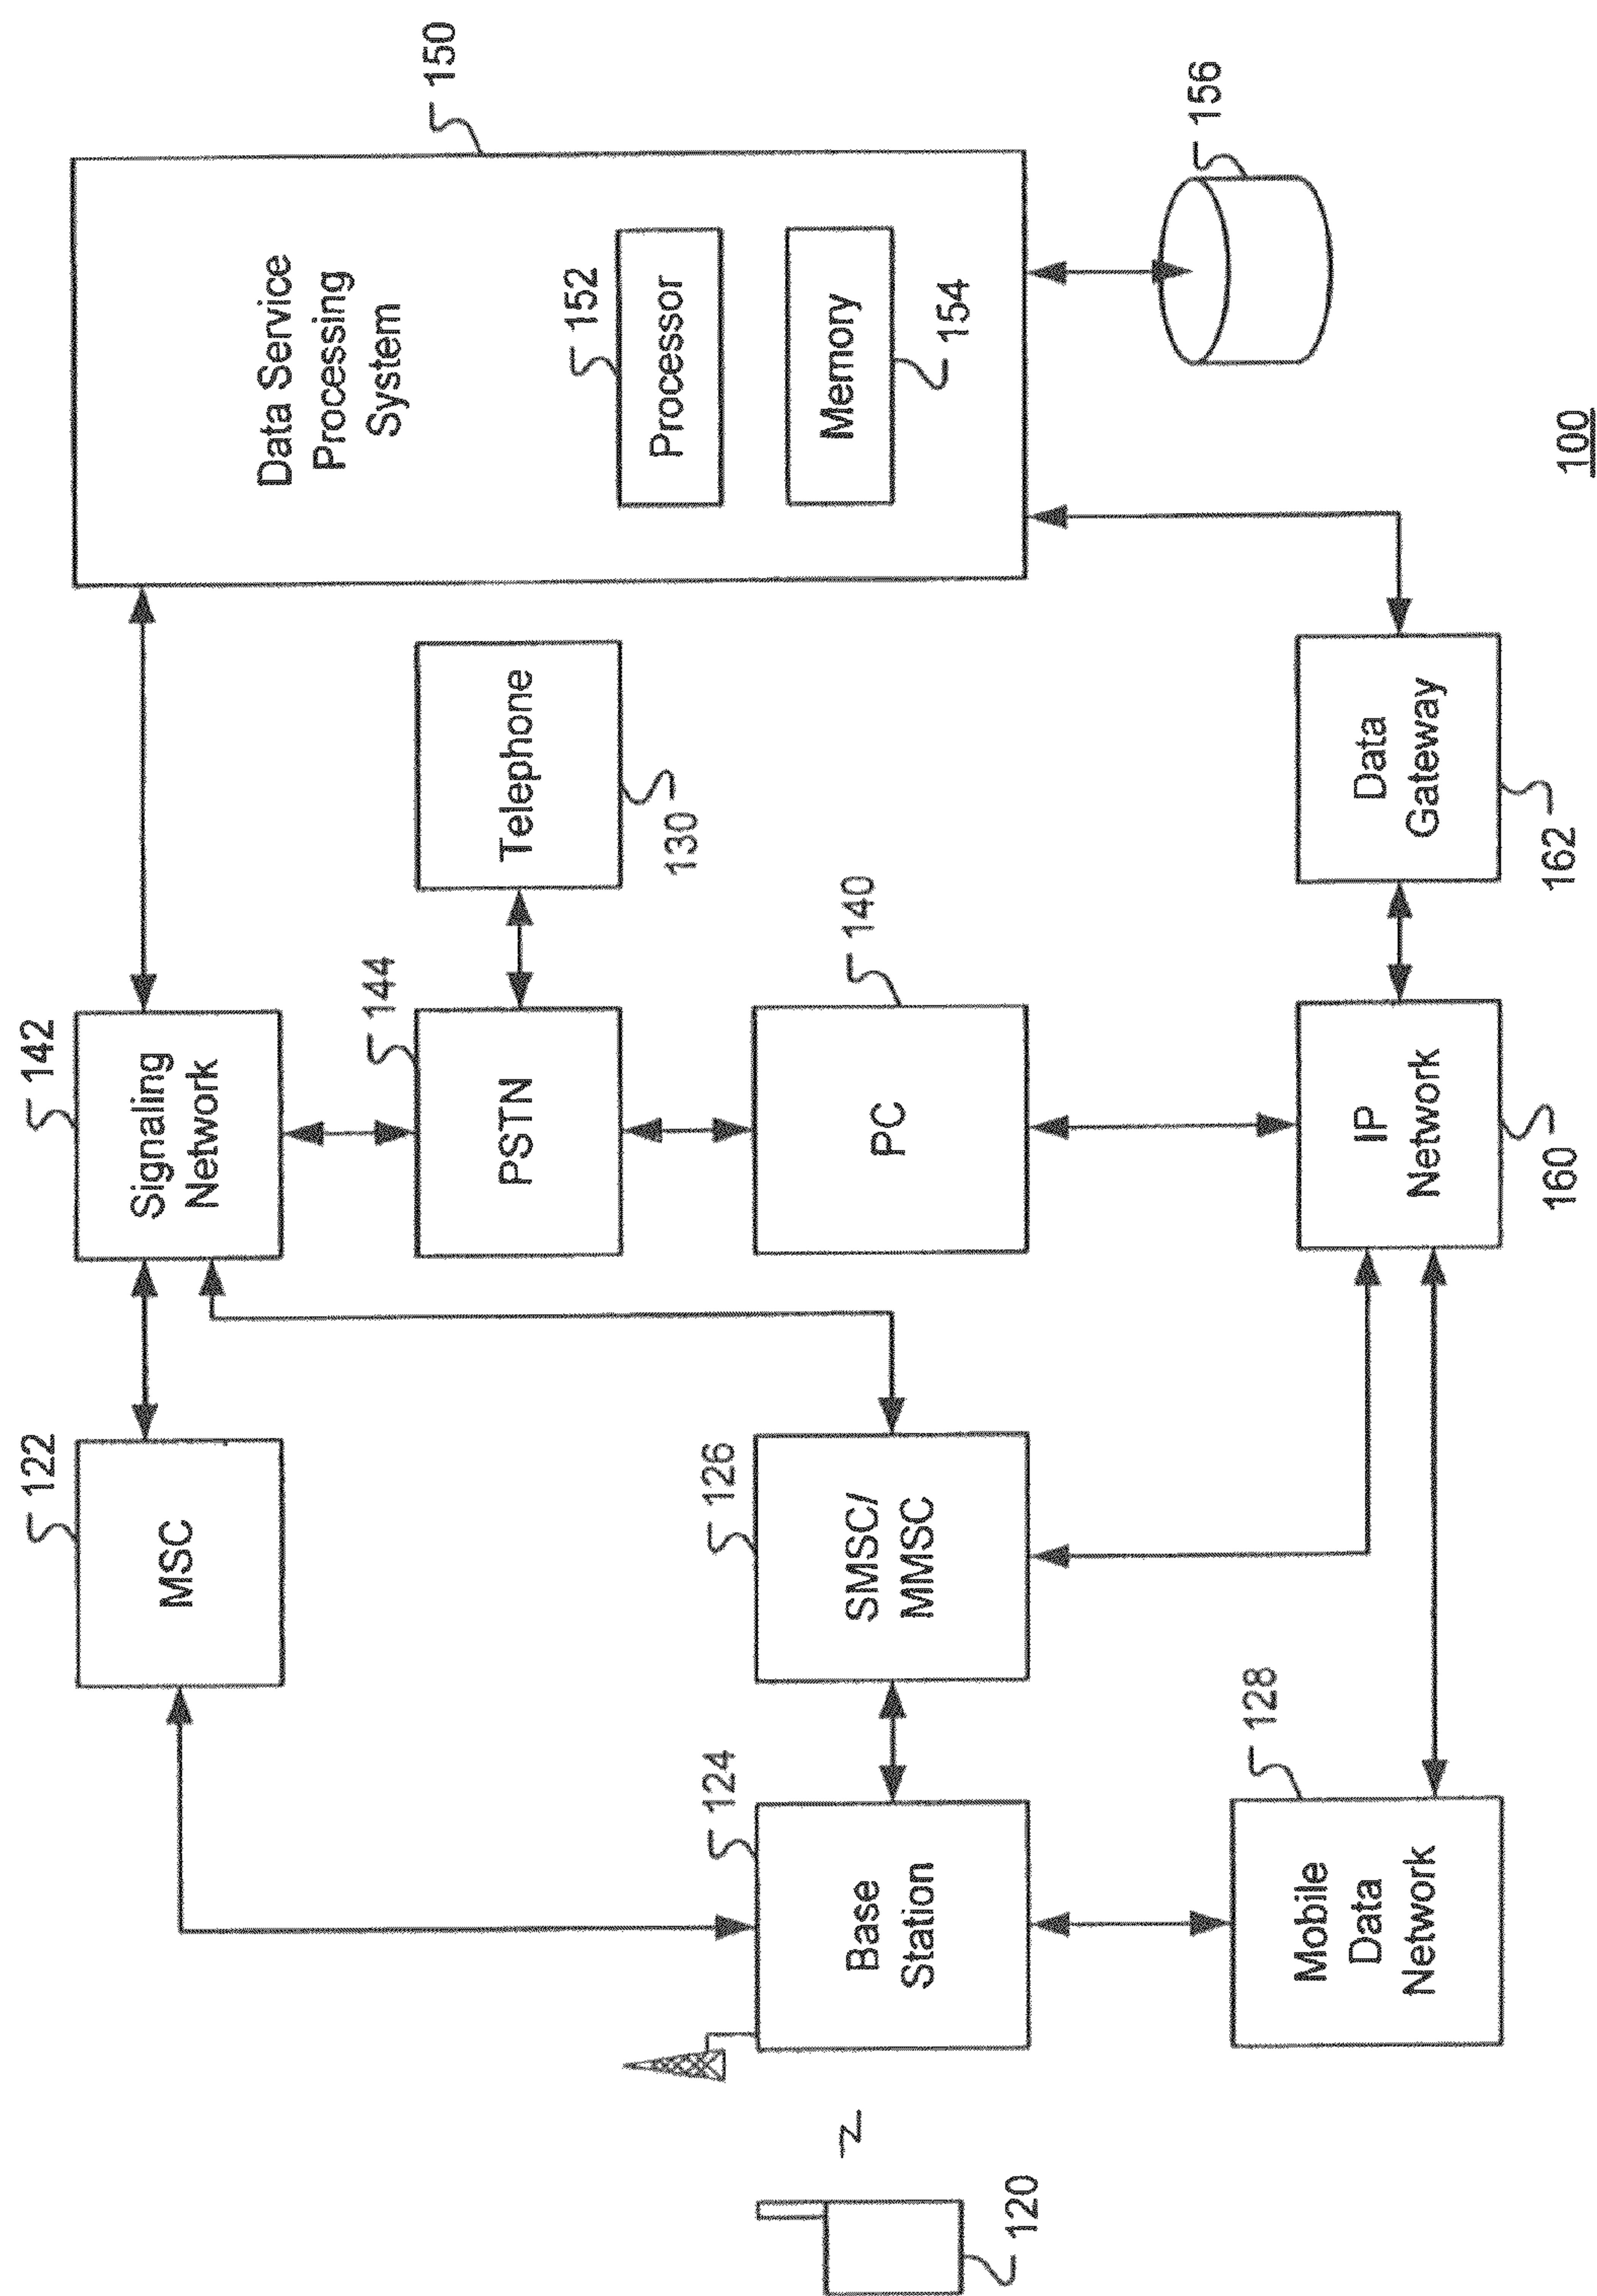 122
MSC
142
Signaling
Network
150
Data Service
Processing
System
144
PSTN
Telephone
130
152
Processor
124
Base
Station
126
SMSC/
MMSC
140
PC
Memory
154
120
128
Mobile
Data
Network
IP
Network
160
Data
Gateway
162
156
100